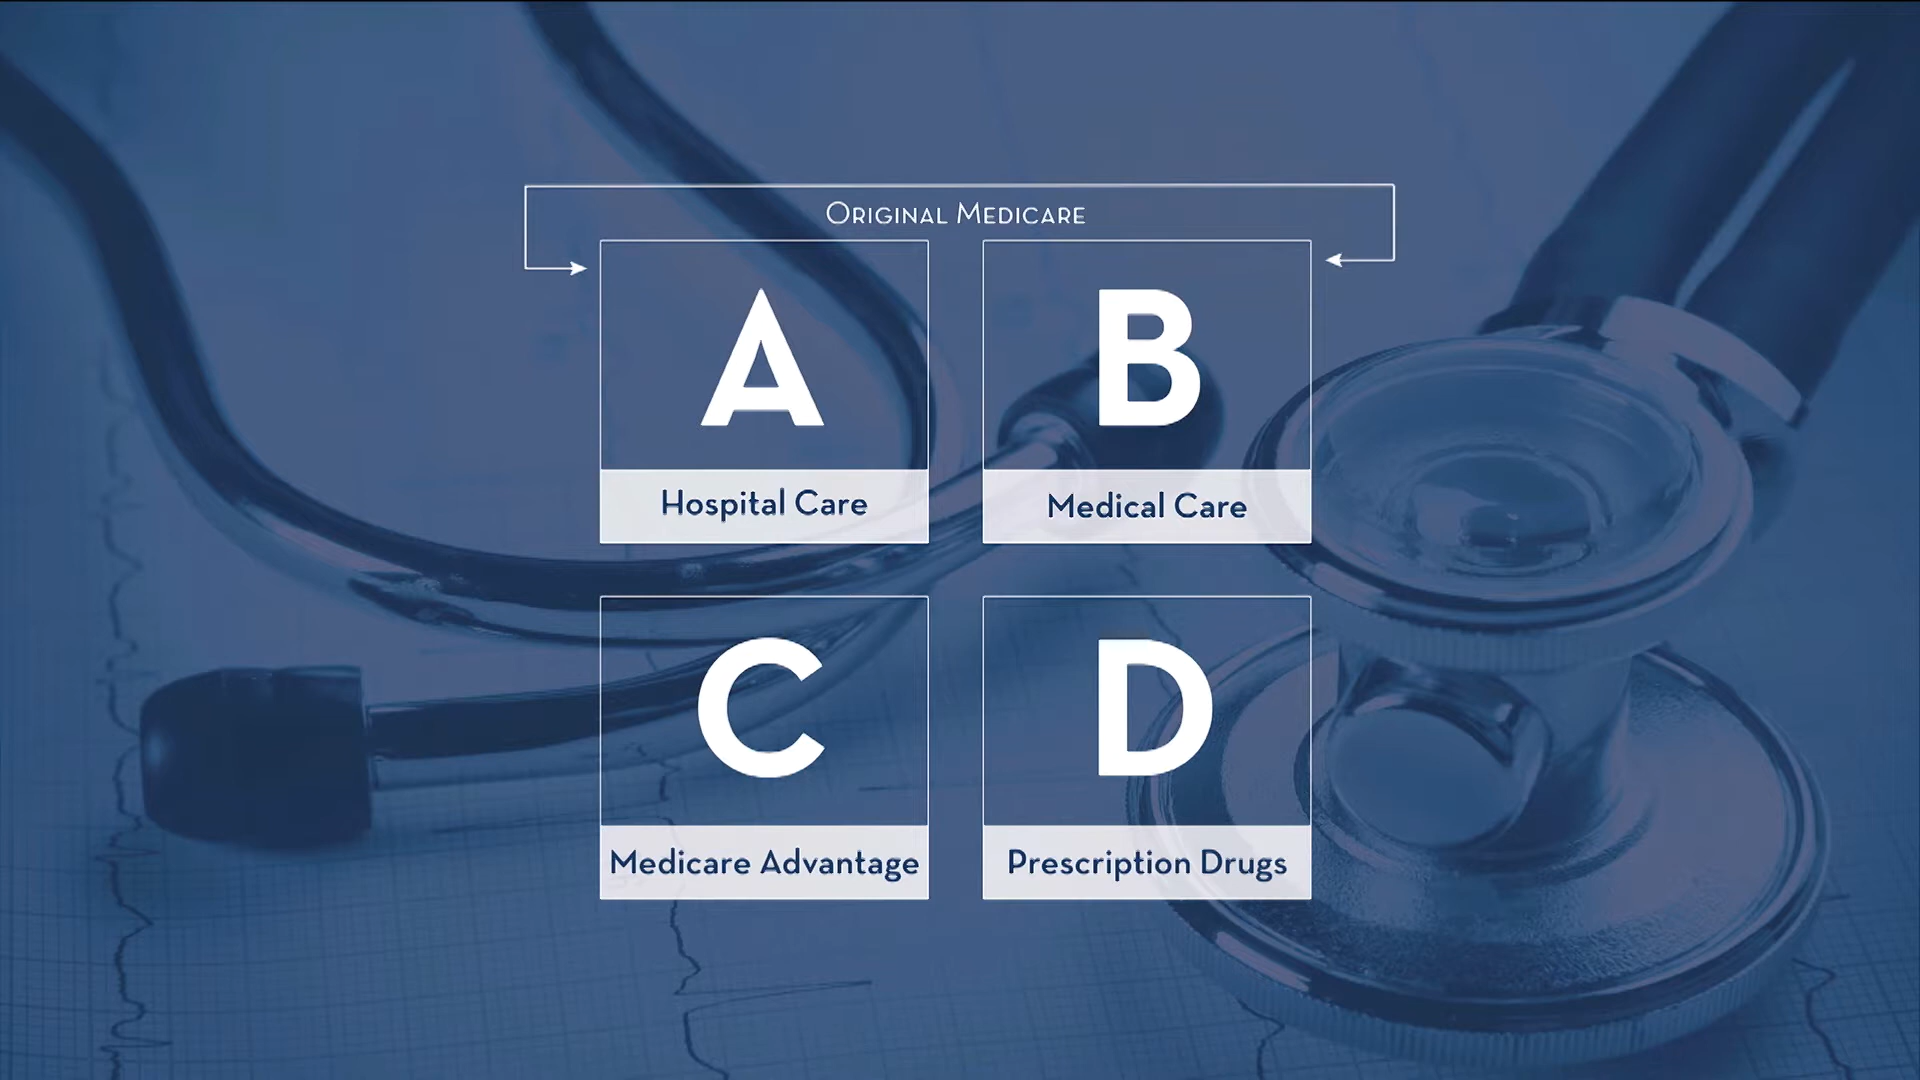 Original Medicare
A
B
Hospital Care
Medical Care
C
D
Medicare Advantage
Prescription Drugs